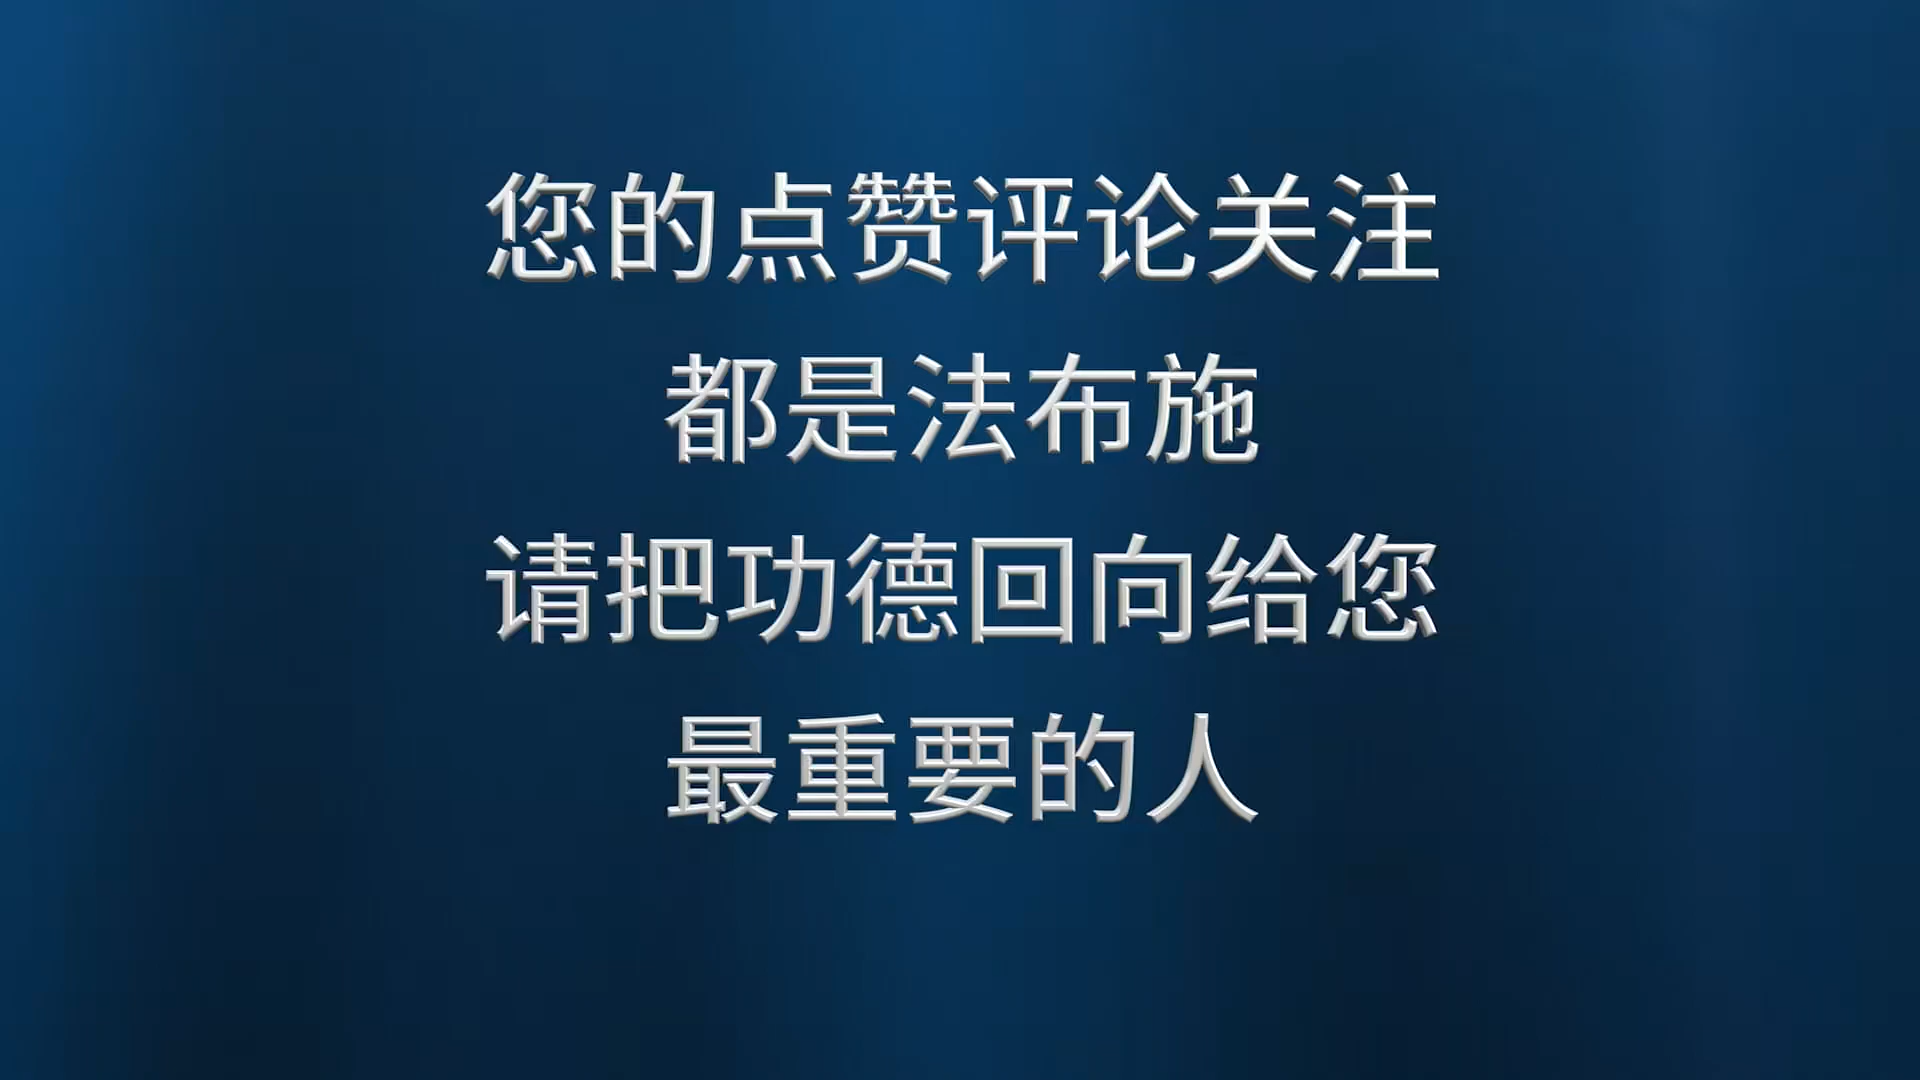 您的点赞评论关注
都是法布施
请把功德回向给您
最重要的人